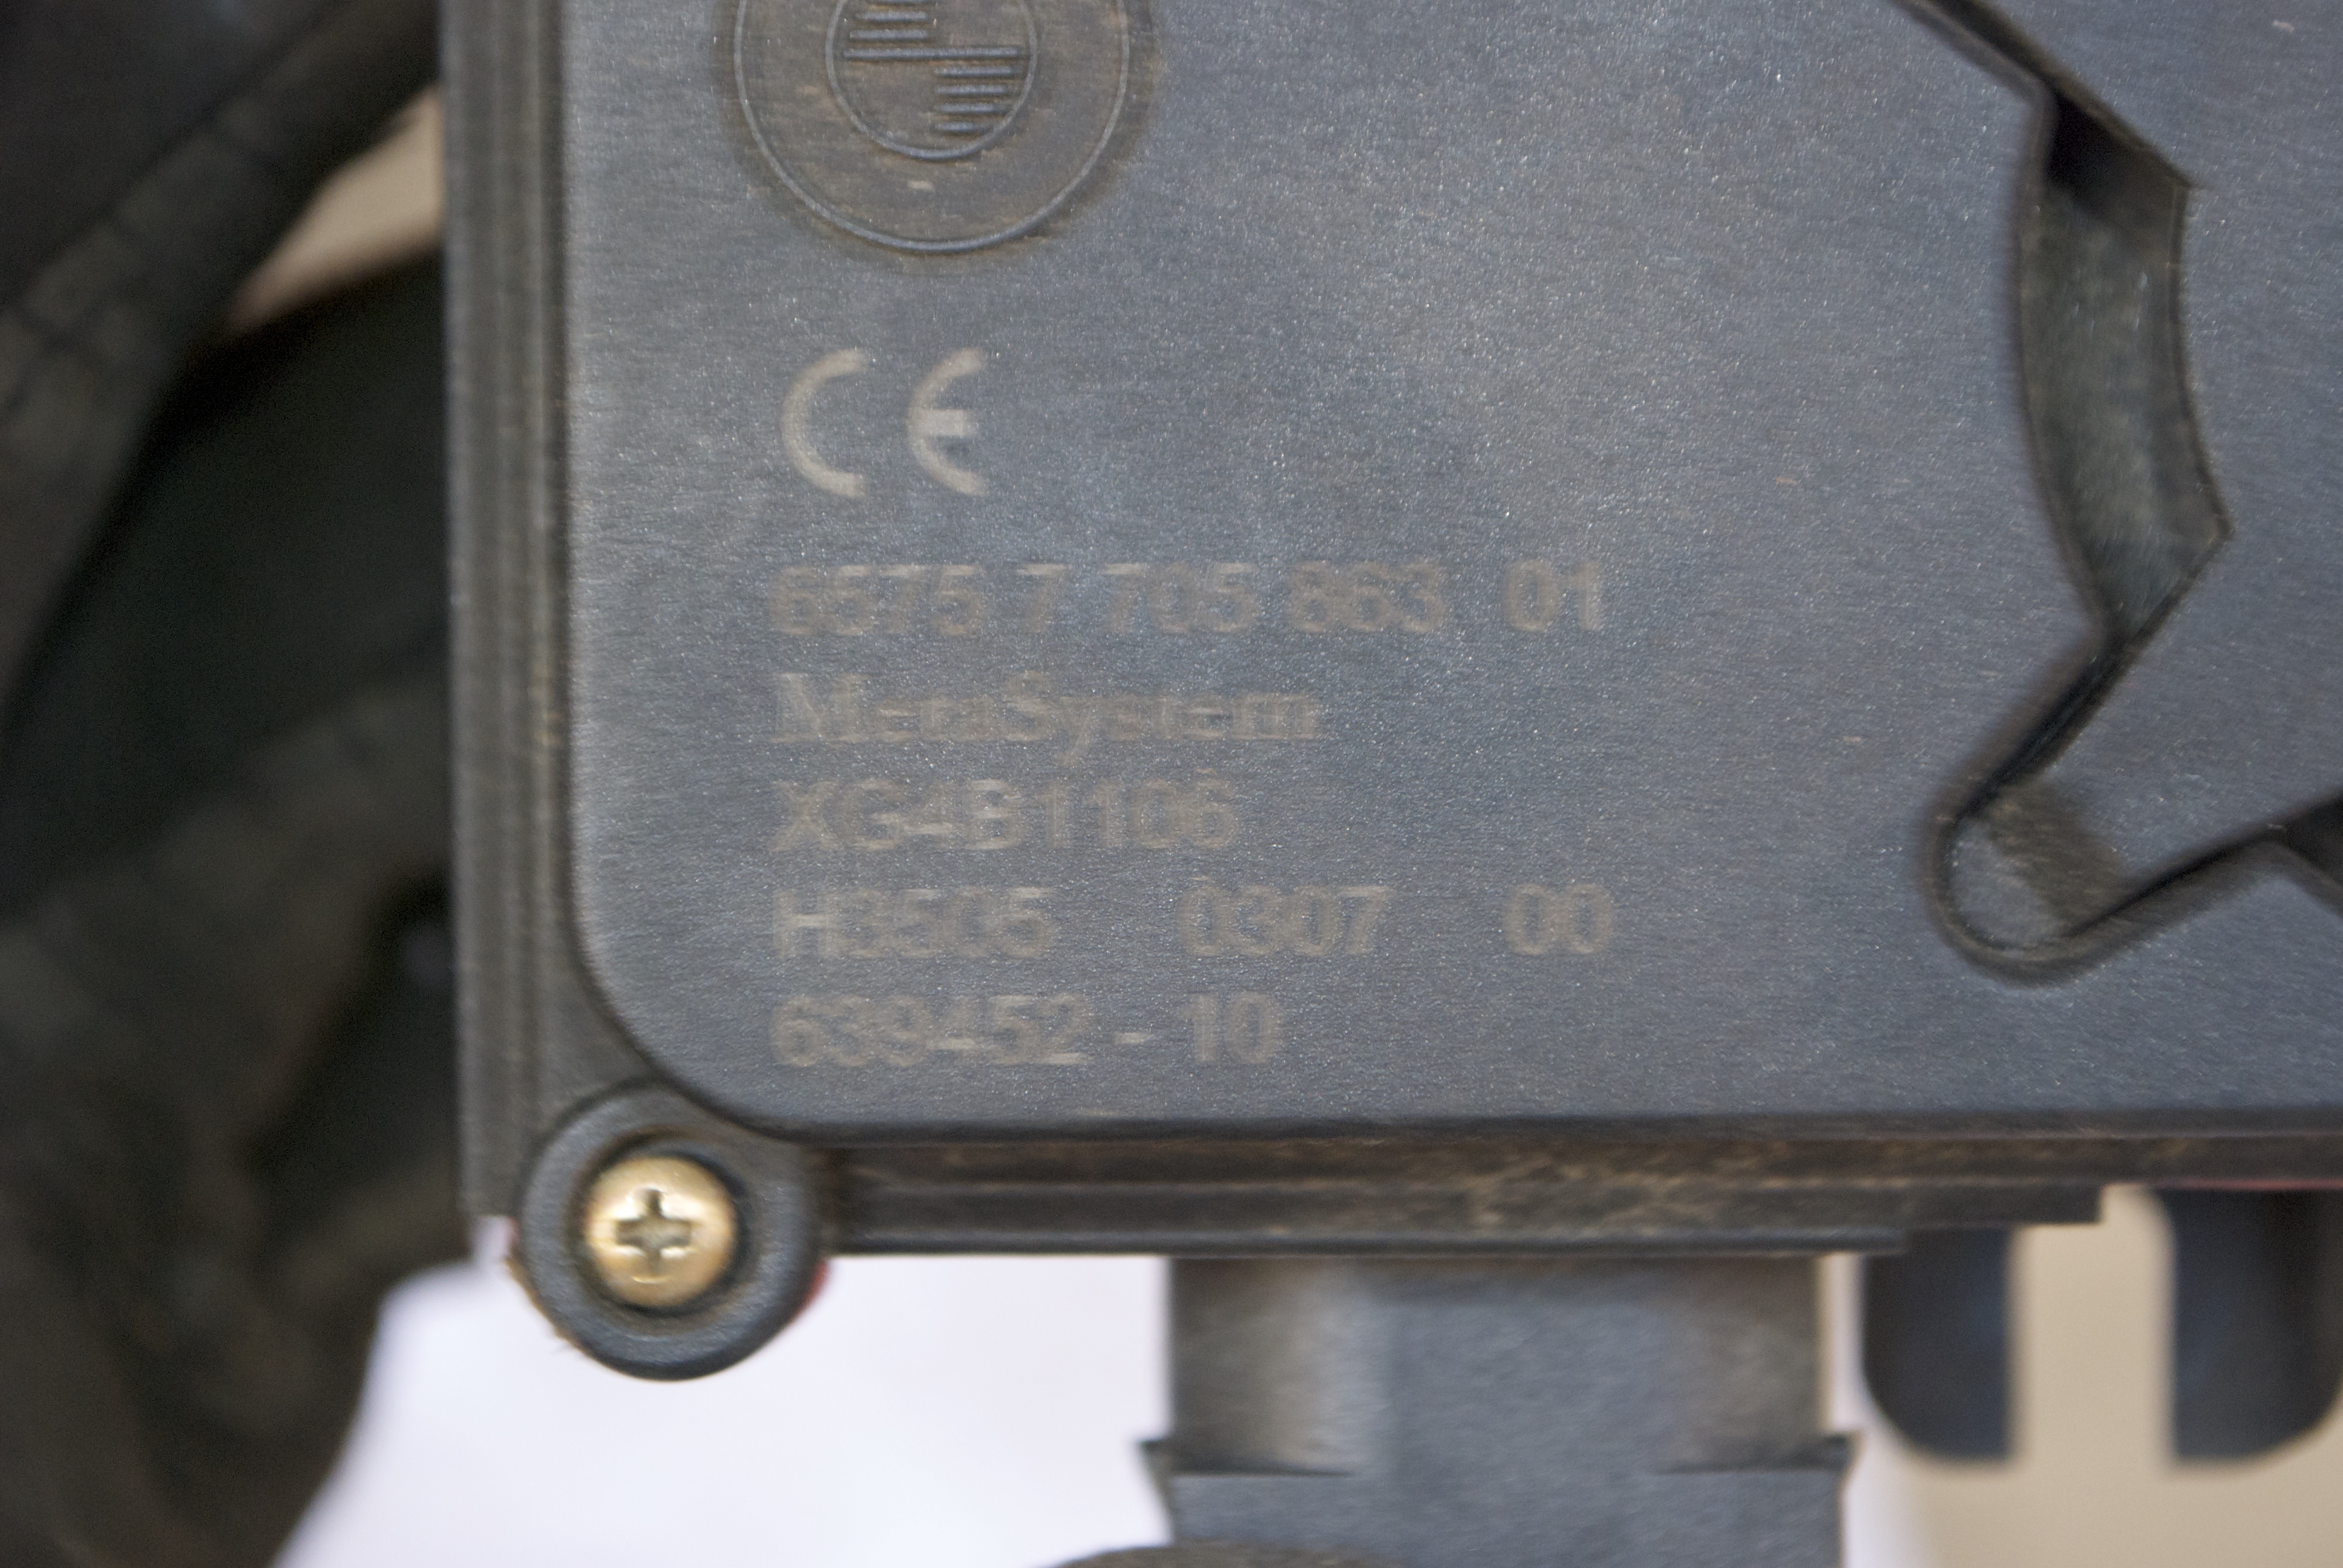 CE
6575 7 705 863 01
MetaSystem
XG4B1106
H3505 0307 00
639452 - 10